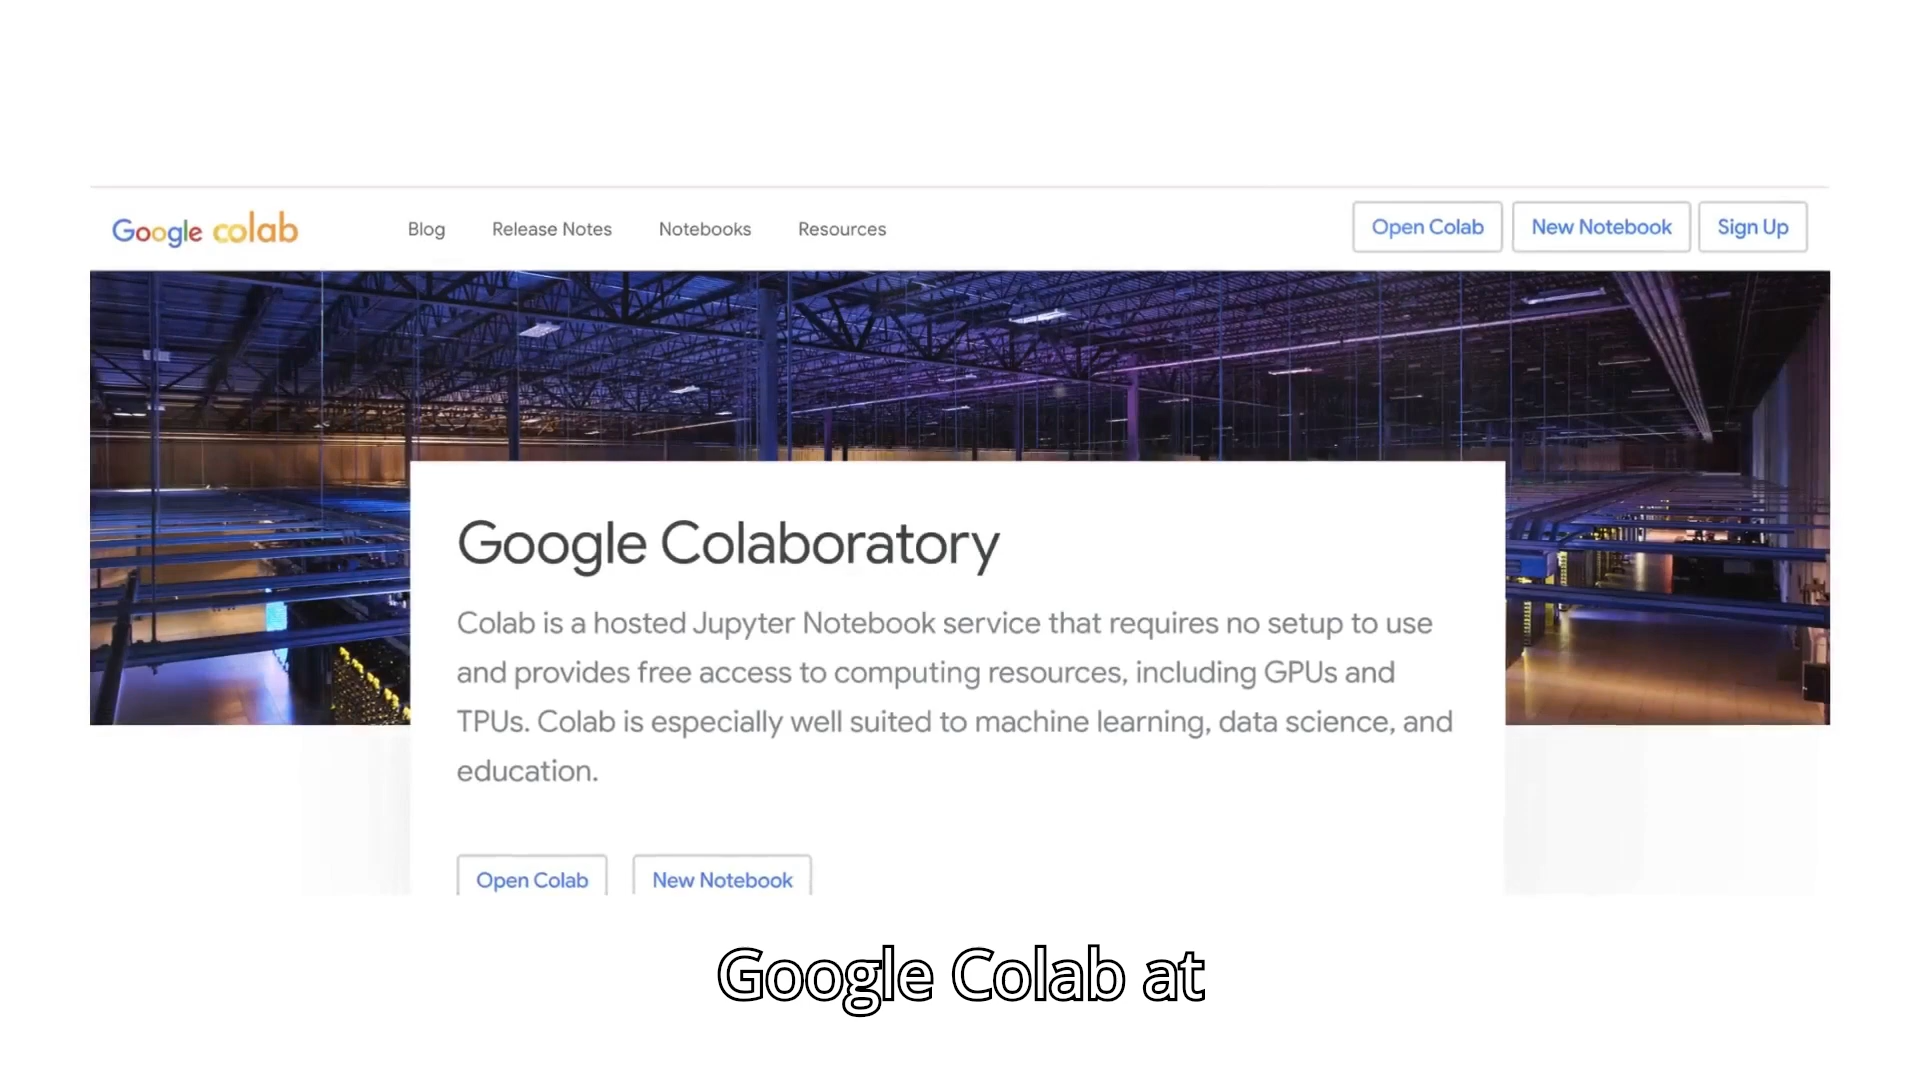 Google colab
Blog
Release Notes
Notebooks
Resources
Open Colab
New Notebook
Sign Up
Google Colaboratory
Colab is a hosted Jupyter Notebook service that requires no setup to use
and provides free access to computing resources, including GPUs and
TPUs. Colab is especially well suited to machine learning, data science, and
education.
Open Colab
New Notebook
Google Colab at